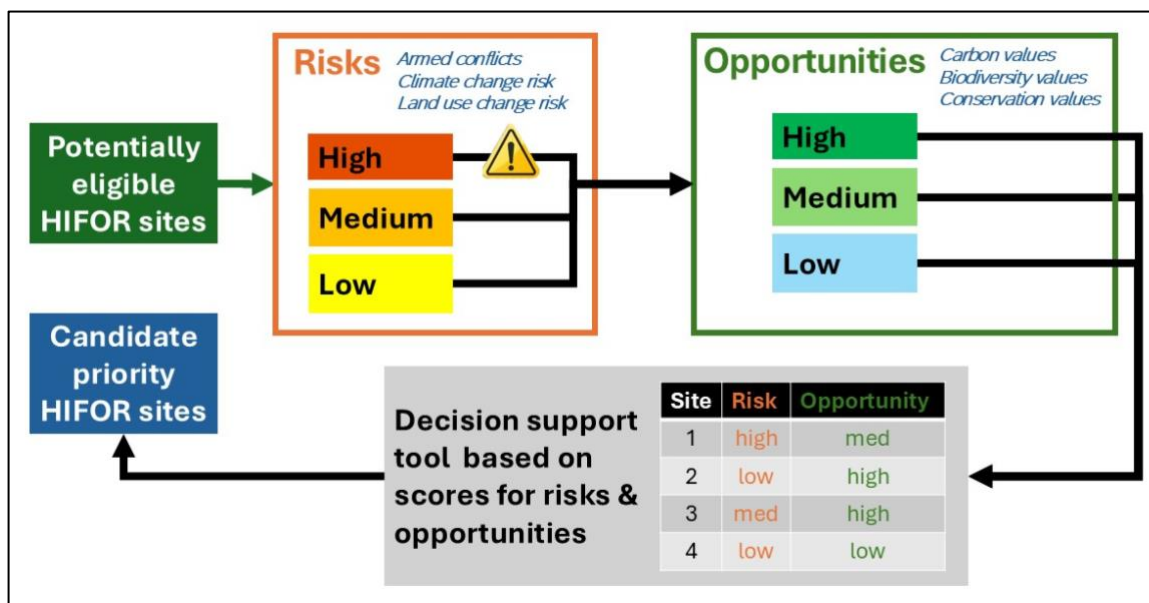 Potentially
eligible
HIFOR sites
Risks
Armed conflicts
Climate change risk
Land use change risk
High
Medium
Low
Opportunities
Carbon values
Biodiversity values
Conservation values
High
Medium
Low
Candidate
priority
HIFOR sites
Decision support
tool based on
scores for risks &
opportunities
Site Risk Opportunity
1 high med
2 low high
3 med high
4 low low